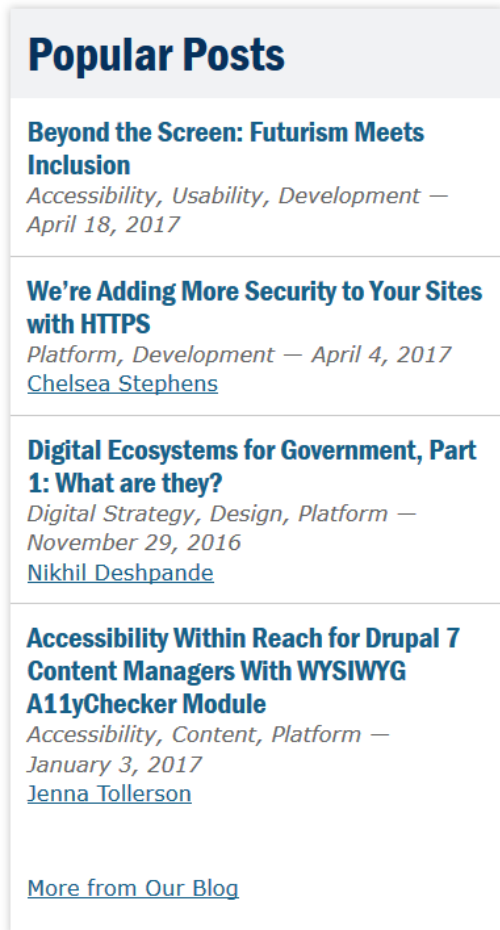 Popular Posts
Beyond the Screen: Futurism Meets
Inclusion
Accessibility, Usability, Development —
April 18, 2017
We’re Adding More Security to Your Sites
with HTTPS
Platform, Development — April 4, 2017
Chelsea Stephens
Digital Ecosystems for Government, Part
1: What are they?
Digital Strategy, Design, Platform —
November 29, 2016
Nikhil Deshpande
Accessibility Within Reach for Drupal 7
Content Managers With WYSIWYG
A11yChecker Module
Accessibility, Content, Platform —
January 3, 2017
Jenna Tollerson
More from Our Blog